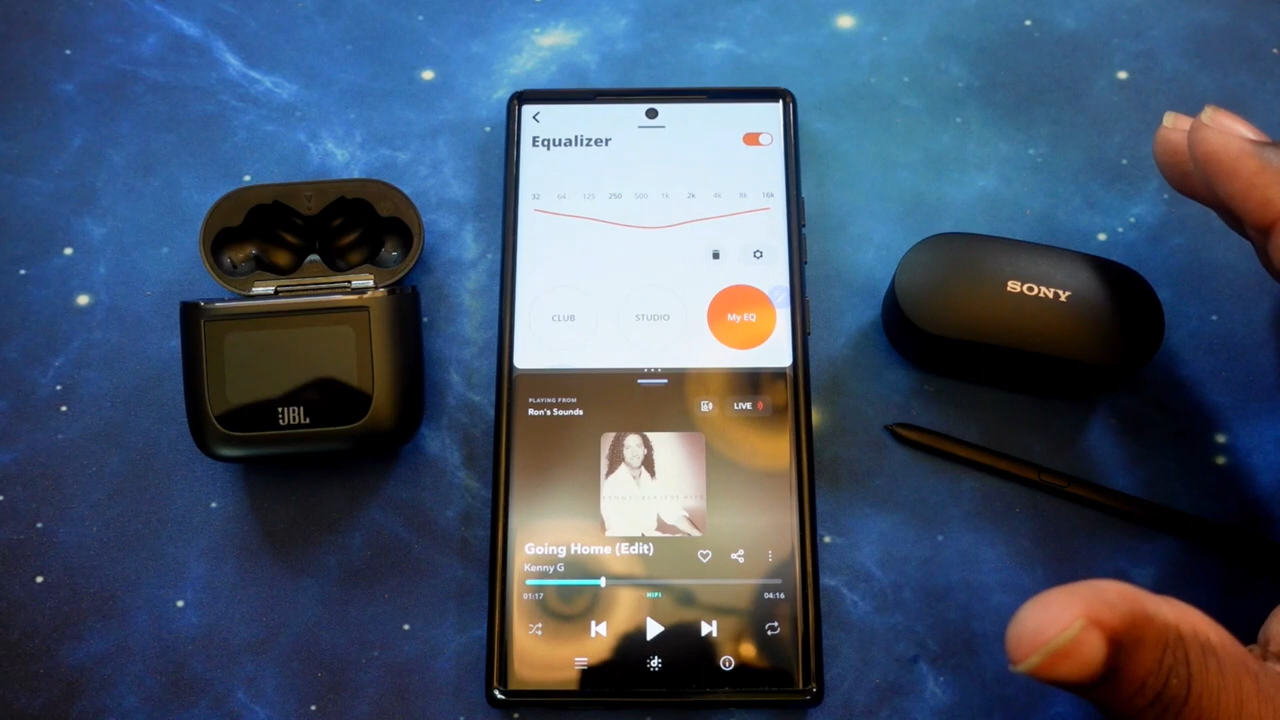 Equalizer
32 64 125 250 500 1k 2k 4k 8k 16k
CLUB STUDIO My EQ
PLAYING FROM
Ron's Sounds
LIVE
Going Home (Edit)
Kenny G
01:17 HIFI 04:16
JBL
SONY